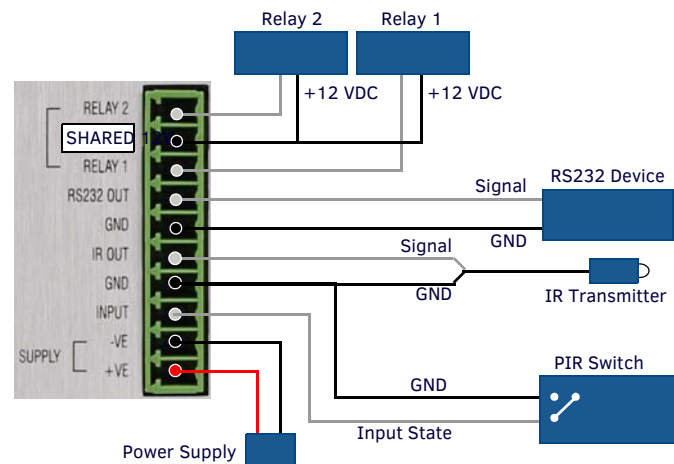 Relay 2
Relay 1
+12 VDC
+12 VDC
RELAY 2
SHARED 12V
RELAY 1
RS232 OUT
GND
IR OUT
GND
INPUT
-VE
SUPPLY
+VE
RS232 Device
Signal
GND
Signal
GND
IR Transmitter
PIR Switch
GND
Input State
Power Supply